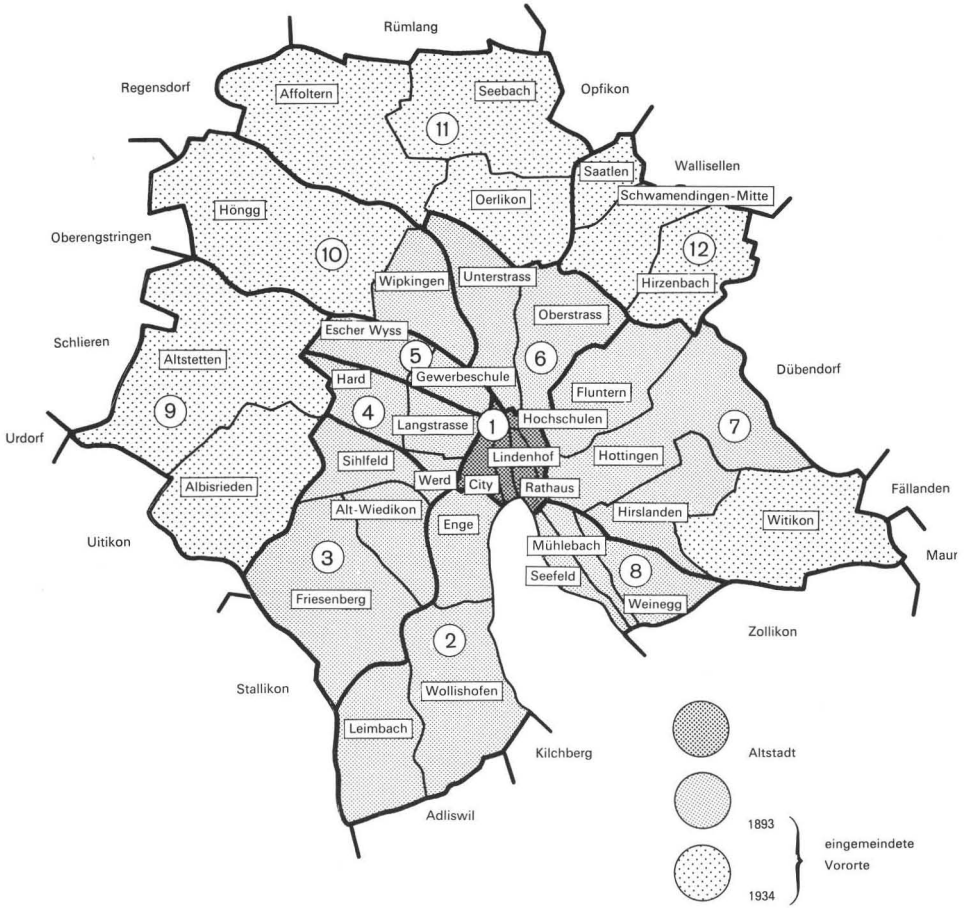 Rümlang
Regensdorf
Affoltern
Seebach
Opfikon
11
Saatlen
Wallisellen
Schwamendingen-Mitte
Oerlikon
Höngg
Oberengstringen
10
12
Wipkingen
Unterstrass
Hirzenbach
Oberstrass
Escher Wyss
Schlieren
Altstetten
5
6
Dübendorf
Hard
Gewerbeschule
Fluntern
9
4
Langstrasse
1
Hochschulen
7
Urdorf
Lindenhof
Hottingen
Sihlfeld
Albisrieden
Werd
City
Rathaus
Fällanden
Alt-Wiedikon
Enge
Hirslanden
Witikon
Uitikon
Mühlebach
Maur
3
Seefeld
8
Friesenberg
Weinegg
2
Zollikon
Stallikon
Wollishofen
Leimbach
Kilchberg
Altstadt
Adliswil
1893
eingemeindete
Vororte
1934